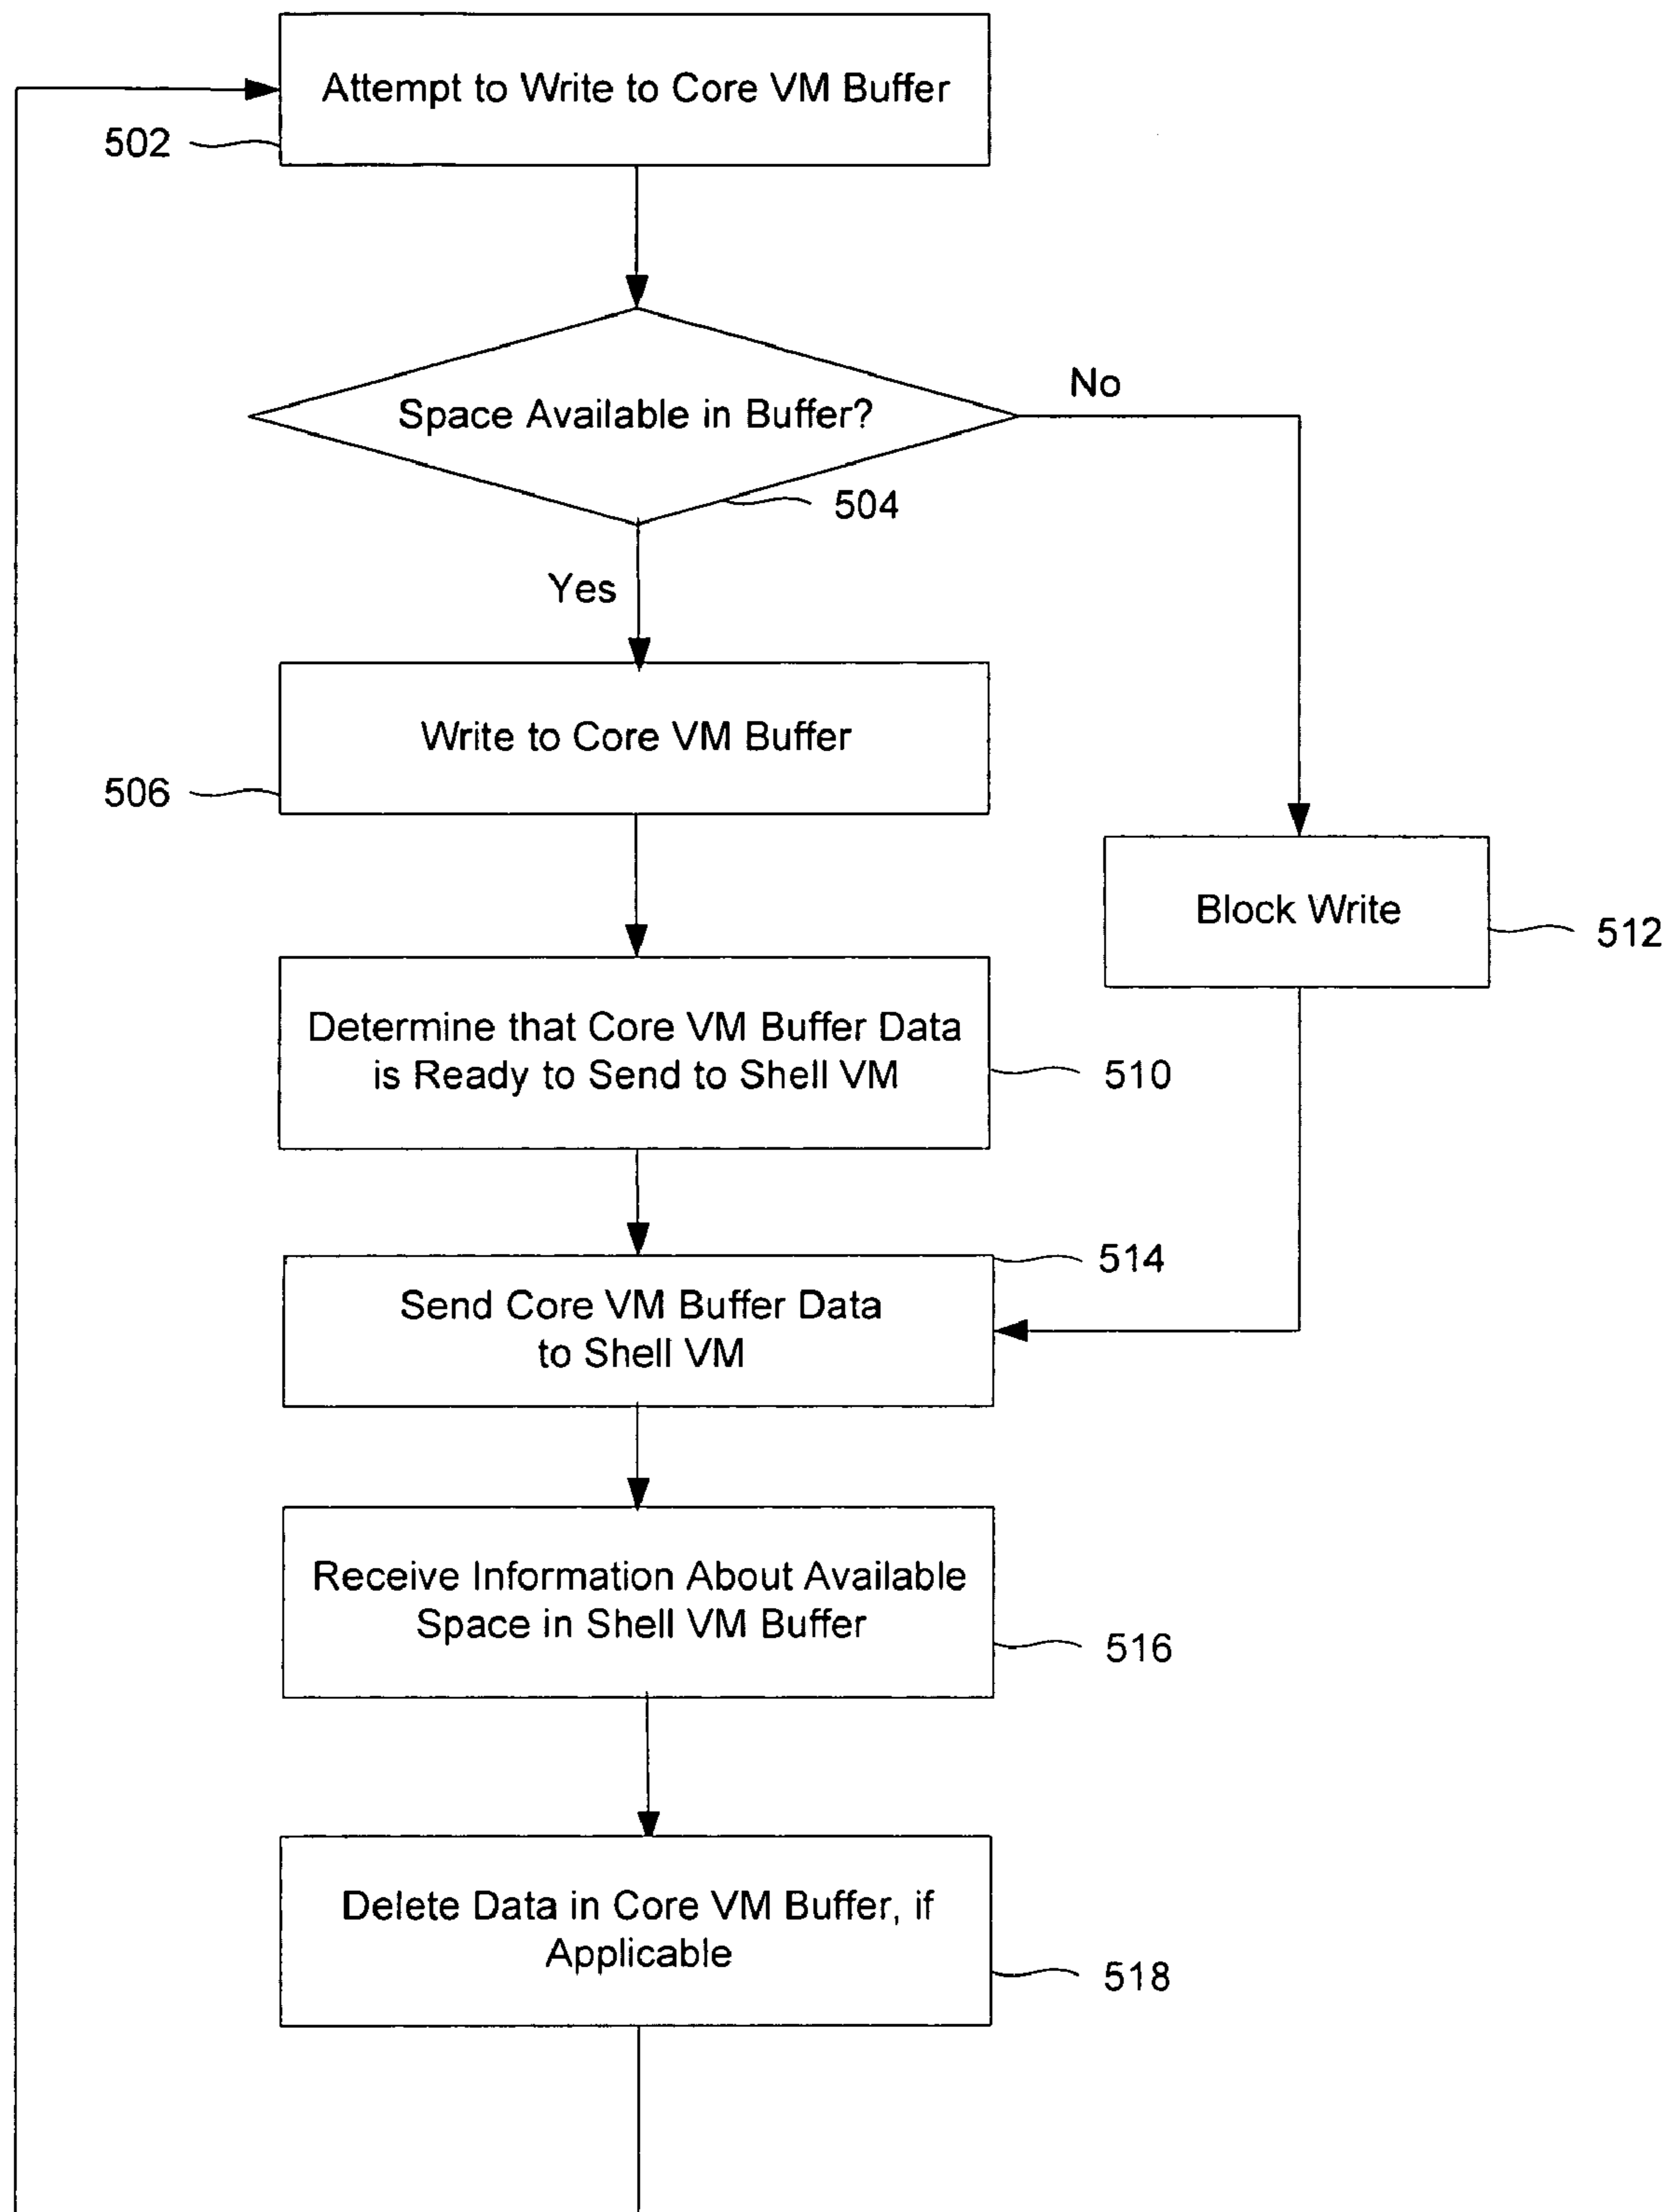 Attempt to Write to Core VM Buffer
502
No
Space Available in Buffer?
504
Yes
Write to Core VM Buffer
506
Block Write
512
Determine that Core VM Buffer Data
is Ready to Send to Shell VM
510
514
Send Core VM Buffer Data
to Shell VM
Receive Information About Available
Space in Shell VM Buffer
516
Delete Data in Core VM Buffer, if
Applicable
518